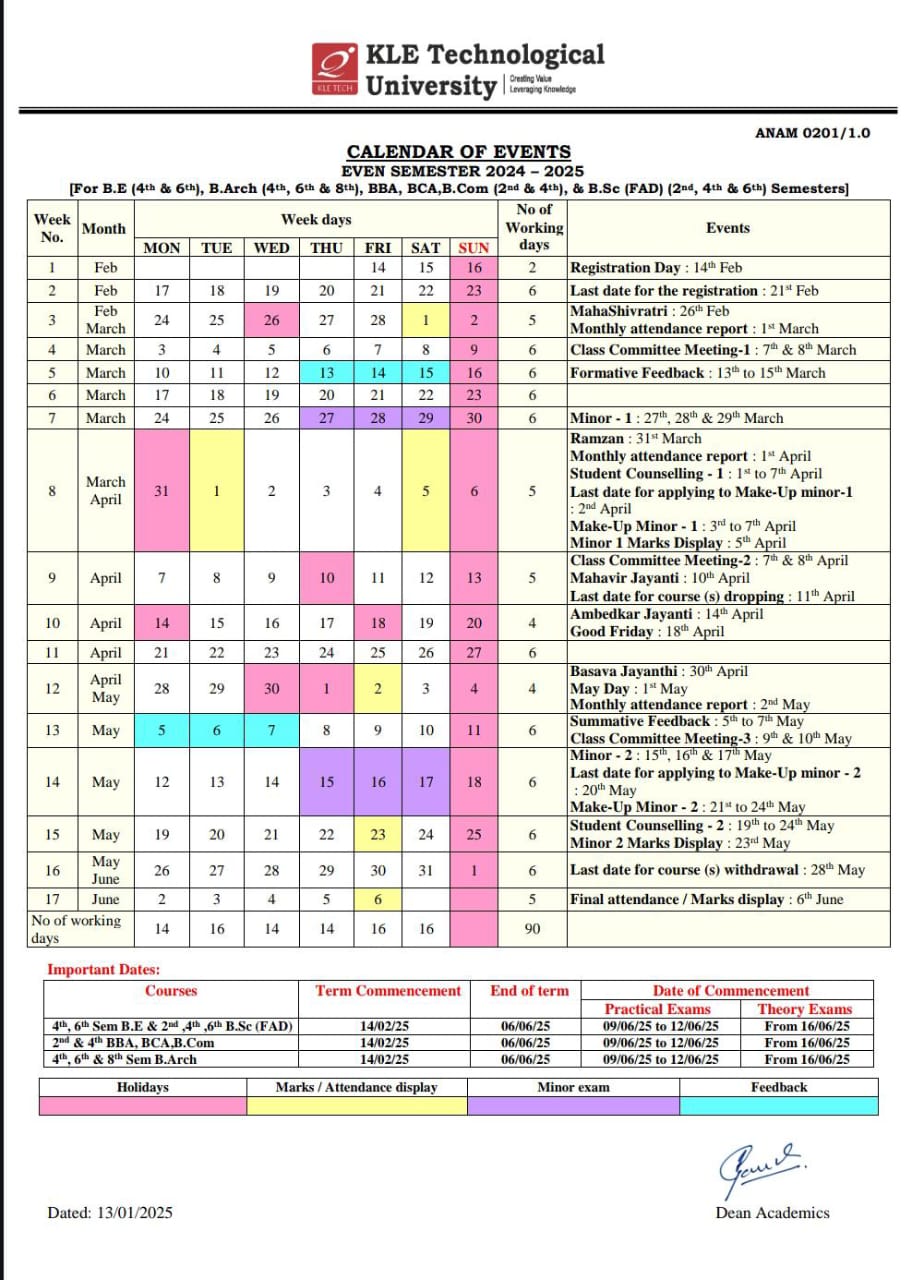 KLE Technological
University
Creating Value
Leveraging Knowledge
KLE TECH
ANAM 0201/1.0
CALENDAR OF EVENTS
EVEN SEMESTER 2024 – 2025
[For B.E (4th & 6th), B.Arch (4th, 6th & 8th), BBA, BCA,B.Com (2nd & 4th), & B.Sc (FAD) (2nd, 4th & 6th) Semesters]
Week No. Month Week days No of Working days Events
MON TUE WED THU FRI SAT SUN
1 Feb 14 15 16 2 Registration Day : 14th Feb
2 Feb 17 18 19 20 21 22 23 6 Last date for the registration : 21st Feb
3 Feb March 24 25 26 27 28 1 2 5 MahaShivratri : 26th Feb
Monthly attendance report : 1st March
4 March 3 4 5 6 7 8 9 6 Class Committee Meeting-1 : 7th & 8th March
5 March 10 11 12 13 14 15 16 6 Formative Feedback : 13th to 15th March
6 March 17 18 19 20 21 22 23 6
7 March 24 25 26 27 28 29 30 6 Minor - 1 : 27th, 28th & 29th March
8 March April 31 1 2 3 4 5 6 5 Ramzan : 31st March
Monthly attendance report : 1st April
Student Counselling - 1 : 1st to 7th April
Last date for applying to Make-Up minor-1
: 2nd April
Make-Up Minor - 1 : 3rd to 7th April
Minor 1 Marks Display : 5th April
9 April 7 8 9 10 11 12 13 5 Class Committee Meeting-2 : 7th & 8th April
Mahavir Jayanti : 10th April
Last date for course (s) dropping : 11th April
10 April 14 15 16 17 18 19 20 4 Ambedkar Jayanti : 14th April
Good Friday : 18th April
11 April 21 22 23 24 25 26 27 6
12 April May 28 29 30 1 2 3 4 4 Basava Jayanthi : 30th April
May Day : 1st May
Monthly attendance report : 2nd May
13 May 5 6 7 8 9 10 11 6 Summative Feedback : 5th to 7th May
Class Committee Meeting-3 : 9th & 10th May
14 May 12 13 14 15 16 17 18 6 Minor - 2 : 15th, 16th & 17th May
Last date for applying to Make-Up minor - 2
: 20th May
Make-Up Minor - 2 : 21st to 24th May
15 May 19 20 21 22 23 24 25 6 Student Counselling - 2 : 19th to 24th May
Minor 2 Marks Display : 23rd May
16 May June 26 27 28 29 30 31 1 6 Last date for course (s) withdrawal : 28th May
17 June 2 3 4 5 6 5 Final attendance / Marks display : 6th June
No of working days 14 16 14 14 16 16 90
Important Dates:
Courses Term Commencement End of term Date of Commencement
Practical Exams Theory Exams
4th, 6th Sem B.E & 2nd ,4th ,6th B.Sc (FAD) 14/02/25 06/06/25 09/06/25 to 12/06/25 From 16/06/25
2nd & 4th BBA, BCA,B.Com 14/02/25 06/06/25 09/06/25 to 12/06/25 From 16/06/25
4th, 6th & 8th Sem B.Arch 14/02/25 06/06/25 09/06/25 to 12/06/25 From 16/06/25
Holidays Marks / Attendance display Minor exam Feedback
Dated: 13/01/2025
Dean Academics